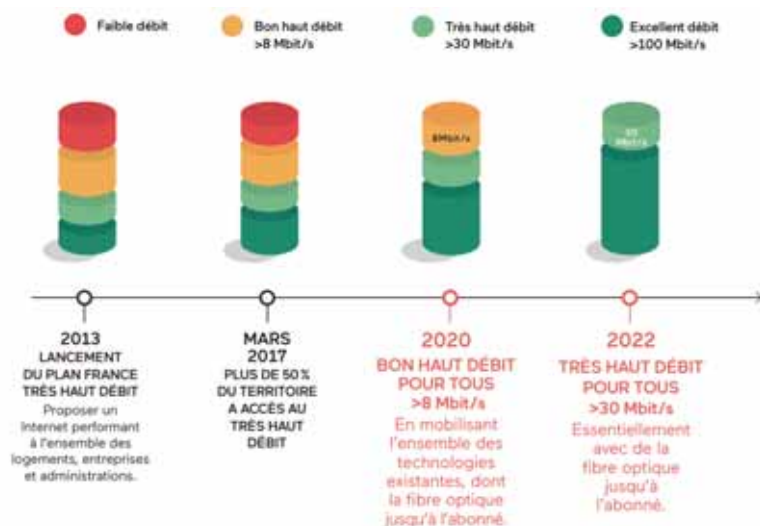 Faible débit
Bon haut débit
>8 Mbit/s
Très haut débit
>30 Mbit/s
Excellent débit
>100 Mbit/s
8Mbit/s
30
Mbit/s
2013
LANCEMENT
DU PLAN FRANCE
TRÈS HAUT DÉBIT
Proposer un
Internet performant
à l'ensemble des
logements, entreprises
et administrations.
MARS
2017
PLUS DE 50 %
DU TERRITOIRE
A ACCÈS AU
TRÈS HAUT
DÉBIT
2020
BON HAUT DÉBIT
POUR TOUS
>8 Mbit/s
En mobilisant
l'ensemble des
technologies
existantes, dont
la fibre optique
jusqu'à l'abonné.
2022
TRÈS HAUT DÉBIT
POUR TOUS
>30 Mbit/s
Essentiellement
avec de la
fibre optique
jusqu'à
l'abonné.